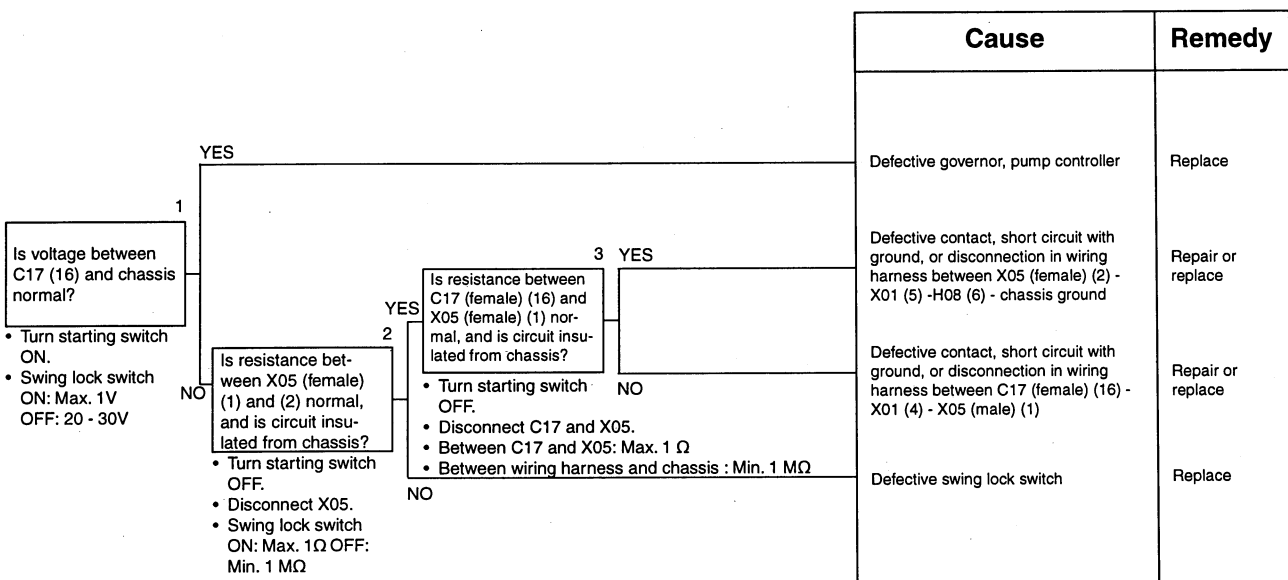 Cause
Remedy
YES
Defective governor, pump controller
Replace
1
Is voltage between
C17 (16) and chassis
normal?
• Turn starting switch
ON.
• Swing lock switch
ON: Max. 1V
OFF: 20 - 30V
NO
2
Is resistance bet-
ween X05 (female)
(1) and (2) normal,
and is circuit insu-
lated from chassis?
• Turn starting switch
OFF.
• Disconnect X05.
• Swing lock switch
ON: Max. 1Ω OFF:
Min. 1 MΩ
YES
3
Is resistance between
C17 (female) (16) and
X05 (female) (1) nor-
mal, and is circuit insu-
lated from chassis?
• Turn starting switch
OFF.
• Disconnect C17 and X05.
• Between C17 and X05: Max. 1 Ω
• Between wiring harness and chassis : Min. 1 MΩ
YES
Defective contact, short circuit with
ground, or disconnection in wiring
harness between X05 (female) (2) -
X01 (5) -H08 (6) - chassis ground
Repair or
replace
NO
Defective contact, short circuit with
ground, or disconnection in wiring
harness between C17 (female) (16) -
X01 (4) - X05 (male) (1)
Repair or
replace
NO
Defective swing lock switch
Replace